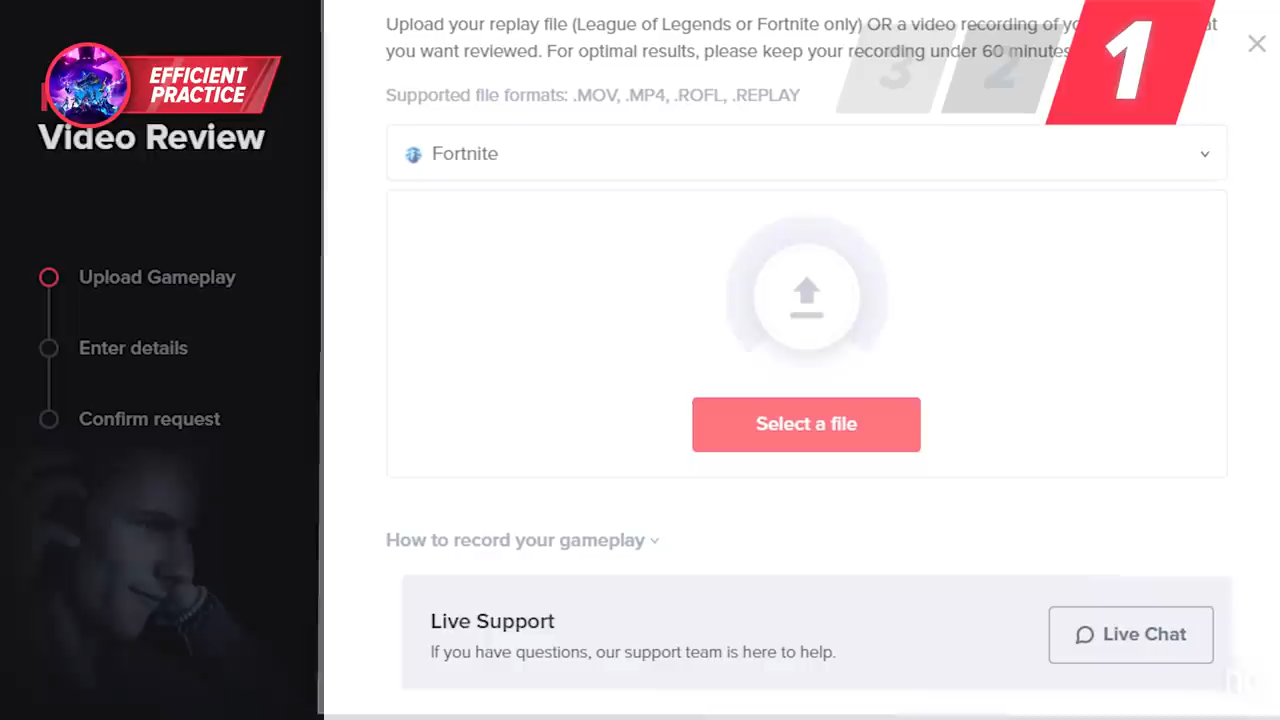 EFFICIENT
PRACTICE
Video Review
Upload Gameplay
Enter details
Confirm request
Upload your replay file (League of Legends or Fortnite only) OR a video recording of
you want reviewed. For optimal results, please keep your recording under 60 minutes
3
2
1
Supported file formats: .MOV, .MP4, .ROFL, .REPLAY
Fortnite
Select a file
How to record your gameplay
Live Support
If you have questions, our support team is here to help.
Live Chat